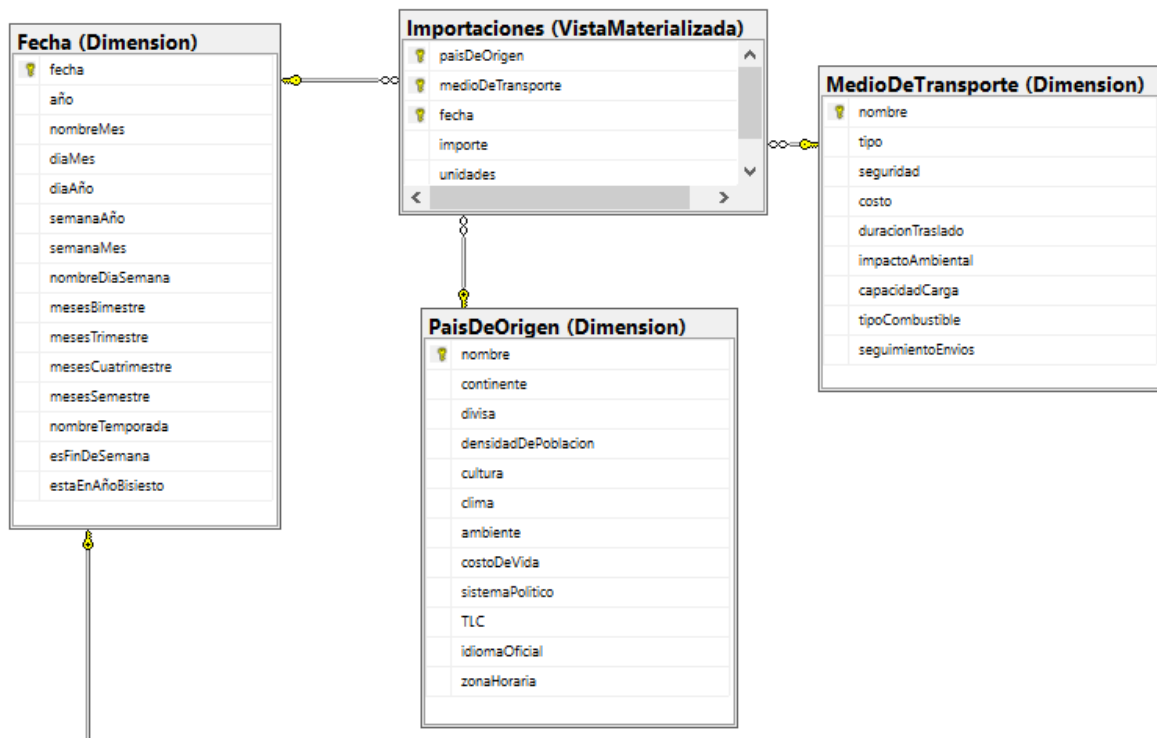 Fecha (Dimension)
fecha
año
nombreMes
diaMes
diaAño
semanaAño
semanaMes
nombreDiaSemana
mesesBimestre
mesesTrimestre
mesesCuatrimestre
mesesSemestre
nombreTemporada
esFinDeSemana
estaEnAñoBisiesto
Importaciones (VistaMaterializada)
paisDeOrigen
medioDeTransporte
fecha
importe
unidades
MedioDeTransporte (Dimension)
nombre
tipo
seguridad
costo
duracionTraslado
impactoAmbiental
capacidadCarga
tipoCombustible
seguimientoEnvios
PaisDeOrigen (Dimension)
nombre
continente
divisa
densidadDePoblacion
cultura
clima
ambiente
costoDeVida
sistemaPolitico
TLC
idiomaOficial
zonaHoraria